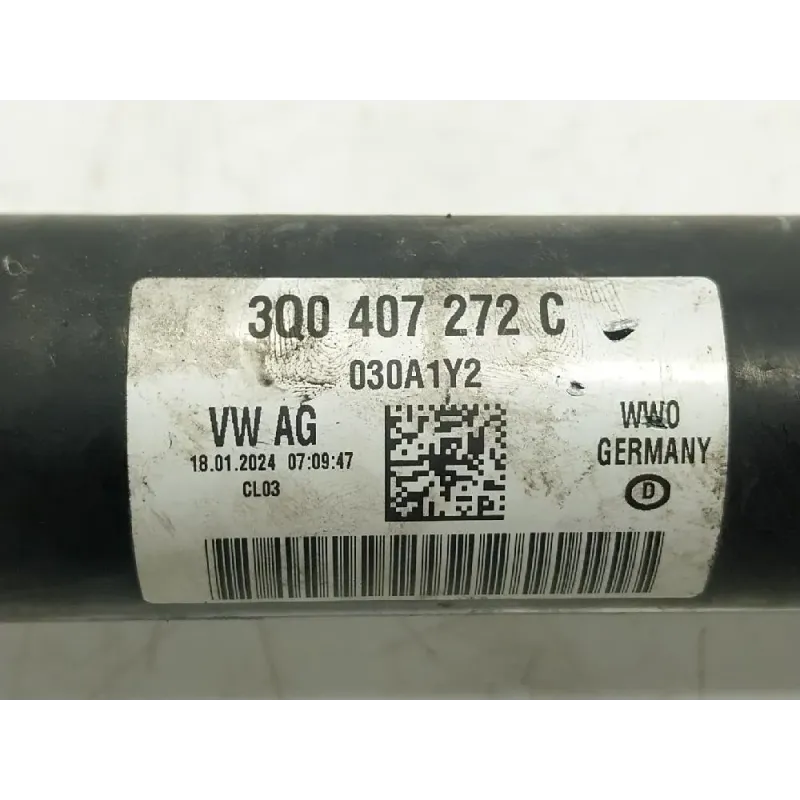 3Q0 407 272 C
030A1Y2
VW AG
18.01.2024 07:09:47
CL03
WWO
GERMANY
D